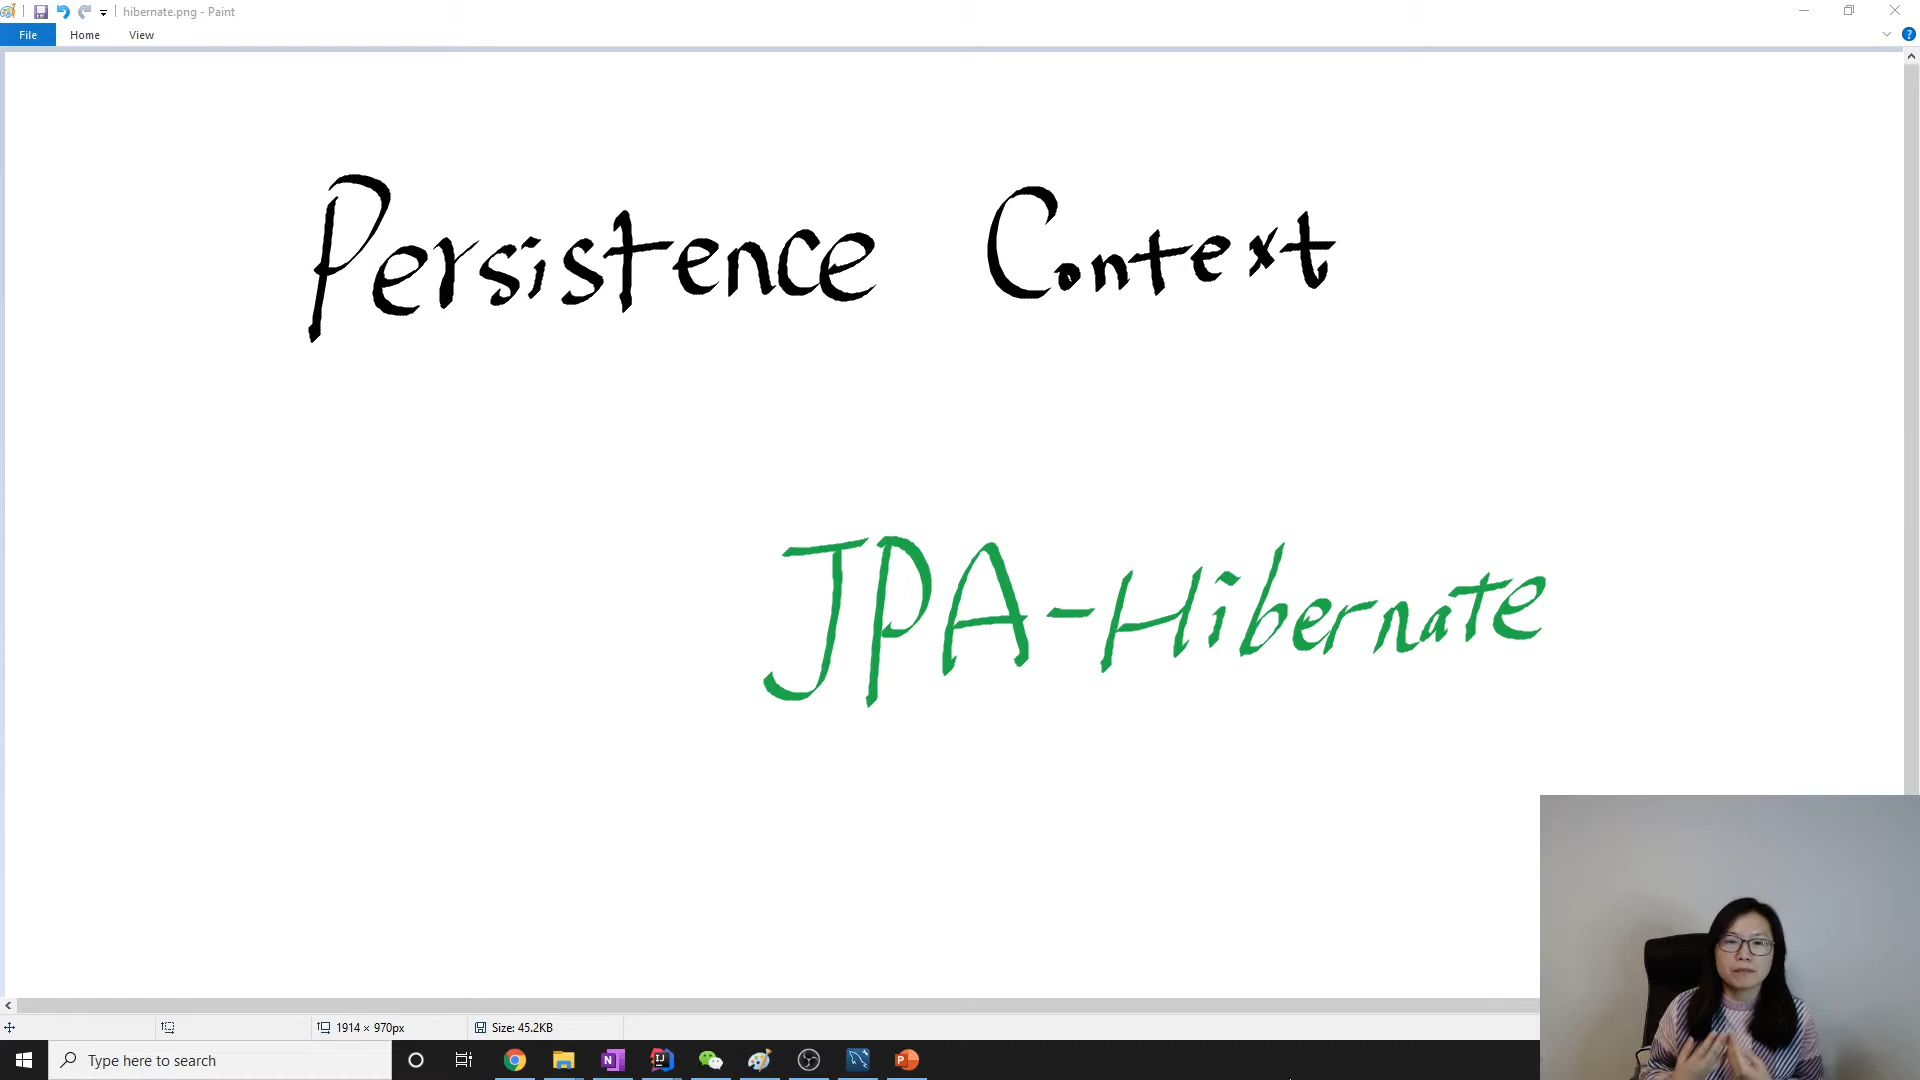 hibernate.png - Paint
File Home View
Persistence Context
JPA-Hibernate
1914 × 970px Size: 45.2KB
Type here to search